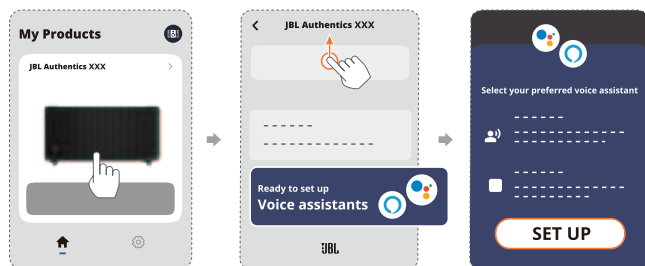 My Products
JBL Authentics XXX
JBL Authentics XXX
Ready to set up
Voice assistants
JBL
Select your preferred voice assistant
SET UP